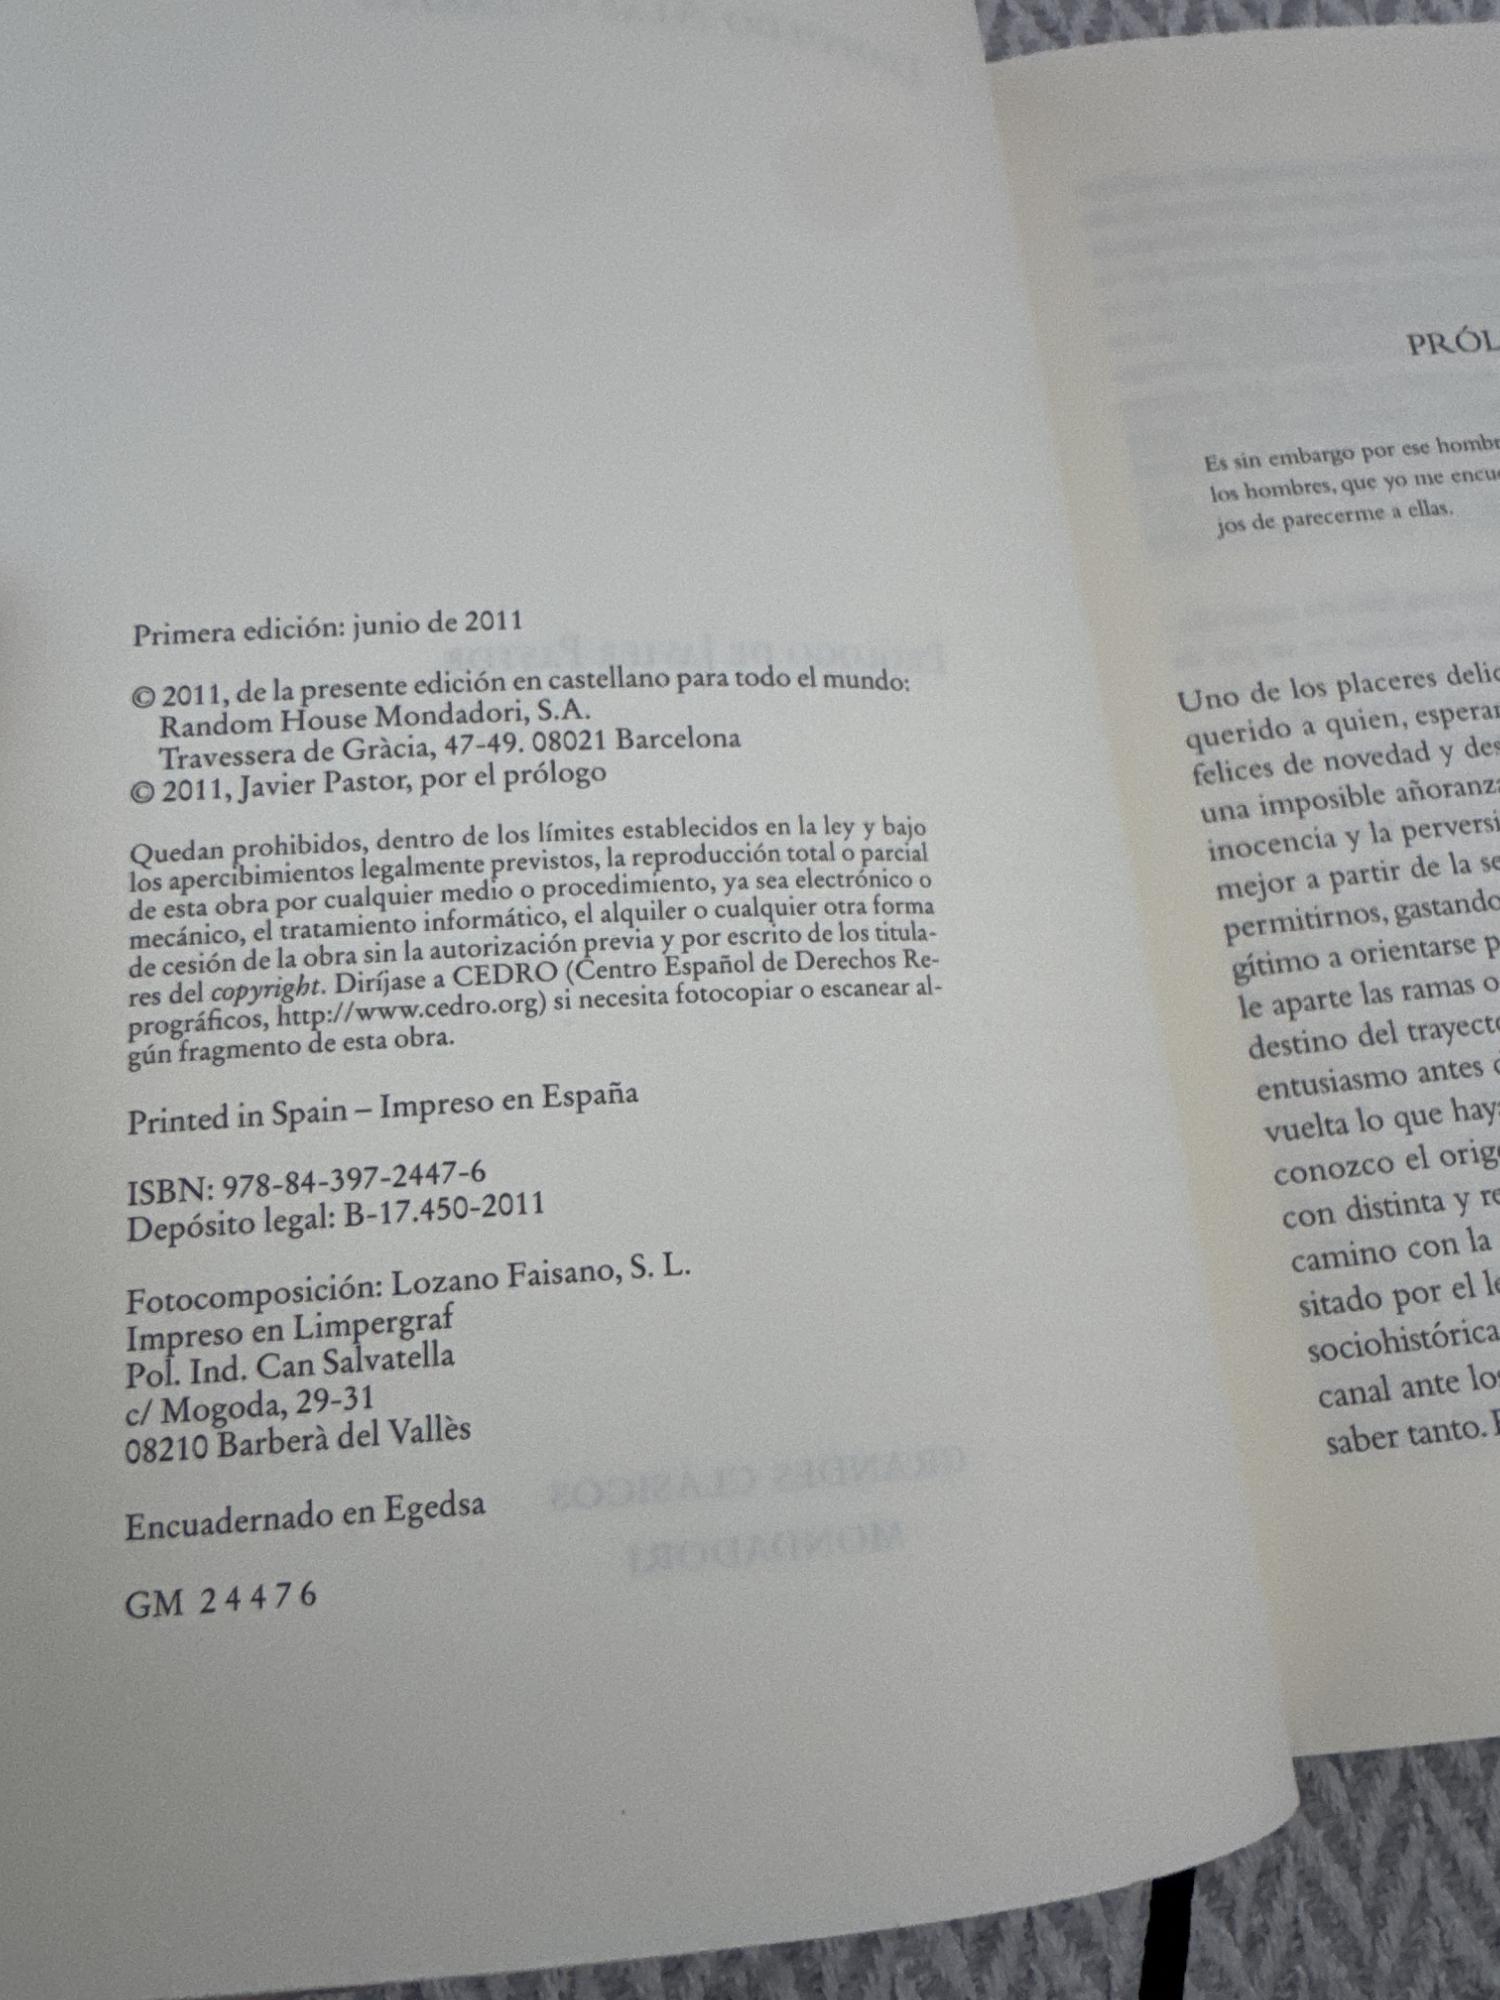 Primera edición: junio de 2011
© 2011, de la presente edición en castellano para todo el mundo:
Random House Mondadori, S.A.
Travessera de Gràcia, 47-49. 08021 Barcelona
© 2011, Javier Pastor, por el prólogo
Quedan prohibidos, dentro de los límites establecidos en la ley y bajo
los apercibimientos legalmente previstos, la reproducción total o parcial
de esta obra por cualquier medio o procedimiento, ya sea electrónico o
mecánico, el tratamiento informático, el alquiler o cualquier otra forma
de cesión de la obra sin la autorización previa y por escrito de los titula-
res del copyright. Diríjase a CEDRO (Centro Español de Derechos Re-
prográficos, http://www.cedro.org) si necesita fotocopiar o escanear al-
gún fragmento de esta obra.
Printed in Spain – Impreso en España
ISBN: 978-84-397-2447-6
Depósito legal: B-17.450-2011
Fotocomposición: Lozano Faisano, S. L.
Impreso en Limpergraf
Pol. Ind. Can Salvatella
c/ Mogoda, 29-31
08210 Barberà del Vallès
Encuadernado en Egedsa
GM 24476
PRÓL
Es sin embargo por ese hombr
los hombres, que yo me encue
jos de parecerme a ellas.
Uno de los placeres delic
querido a quien, esperan
felices de novedad y des
una imposible añoranza
inocencia y la perversi
mejor a partir de la se
permitirnos, gastando
gítimo a orientarse p
le aparte las ramas o
destino del trayecto
entusiasmo antes
vuelta lo que haya
conozco el orige
con distinta y re
camino con la
sitado por el le
sociohistórica
canal ante los
saber tanto.